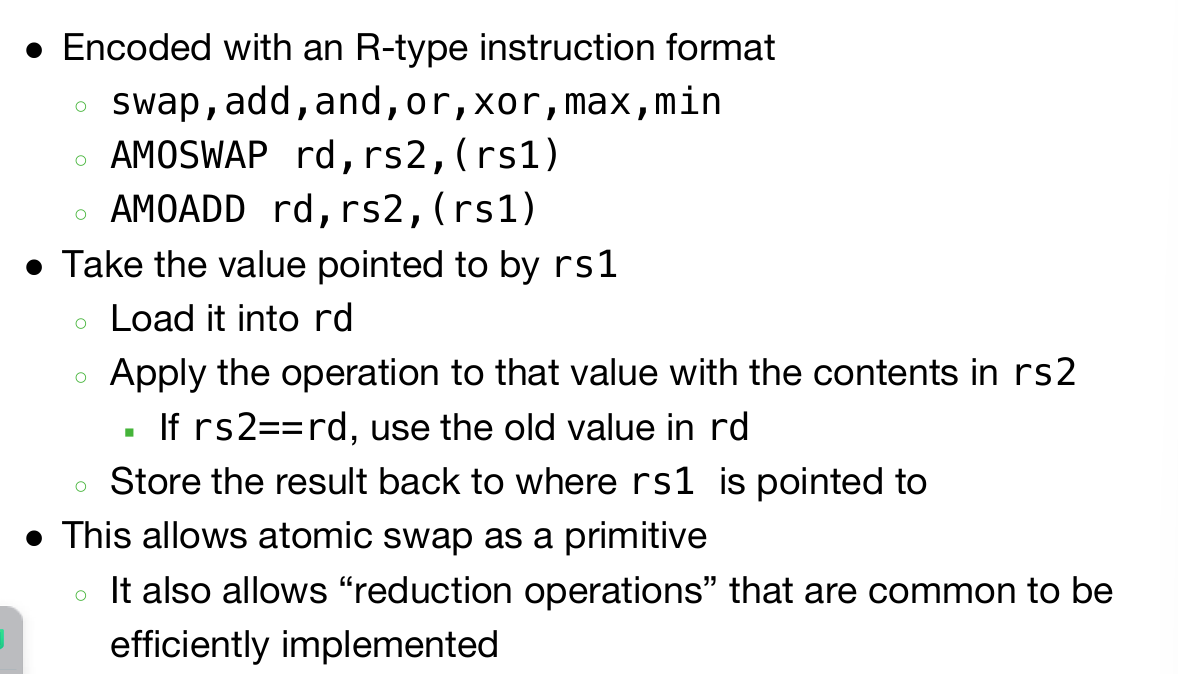 ● Encoded with an R-type instruction format
○ swap,add,and,or,xor,max,min
○ AMOSWAP rd,rs2,(rs1)
○ AMOADD rd,rs2,(rs1)
● Take the value pointed to by rs1
○ Load it into rd
○ Apply the operation to that value with the contents in rs2
▪ If rs2==rd, use the old value in rd
○ Store the result back to where rs1 is pointed to
● This allows atomic swap as a primitive
○ It also allows “reduction operations” that are common to be
efficiently implemented